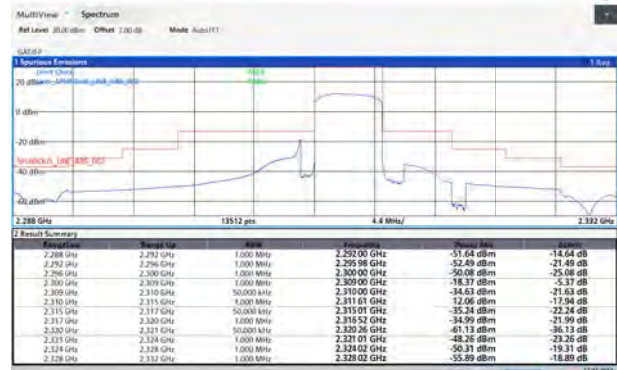 MultiView Spectrum
Ref Level 30.00 dBm Offset 2.00 dB Mode Auto FFT
1 Spurious Emissions
Limit Check
20 dBm
0 dBm
-20 dBm
SPURIOUS_LINE_ABS_002
-40 dBm
-60 dBm
2.288 GHz 13512 pts 4.4 MHz/ 2.332 GHz
2 Result Summary
Range Low Range Up RBW Frequency Power Abs ΔLimit
2.288 GHz 2.292 GHz 1.000 MHz 2.292 00 GHz -51.64 dBm -14.64 dB
2.292 GHz 2.296 GHz 1.000 MHz 2.295 98 GHz -52.49 dBm -21.49 dB
2.296 GHz 2.300 GHz 1.000 MHz 2.300 00 GHz -50.08 dBm -25.08 dB
2.300 GHz 2.309 GHz 1.000 MHz 2.309 00 GHz -18.37 dBm -5.37 dB
2.309 GHz 2.310 GHz 50.000 kHz 2.310 00 GHz -34.63 dBm -21.63 dB
2.310 GHz 2.315 GHz 1.000 MHz 2.311 61 GHz 12.06 dBm -17.94 dB
2.315 GHz 2.317 GHz 50.000 kHz 2.315 01 GHz -35.24 dBm -22.24 dB
2.317 GHz 2.320 GHz 1.000 MHz 2.316 52 GHz -34.99 dBm -21.99 dB
2.320 GHz 2.321 GHz 50.000 kHz 2.320 26 GHz -61.13 dBm -36.13 dB
2.321 GHz 2.324 GHz 1.000 MHz 2.321 01 GHz -48.26 dBm -23.26 dB
2.324 GHz 2.328 GHz 1.000 MHz 2.324 02 GHz -50.31 dBm -19.31 dB
2.328 GHz 2.332 GHz 1.000 MHz 2.328 02 GHz -55.89 dBm -18.89 dB